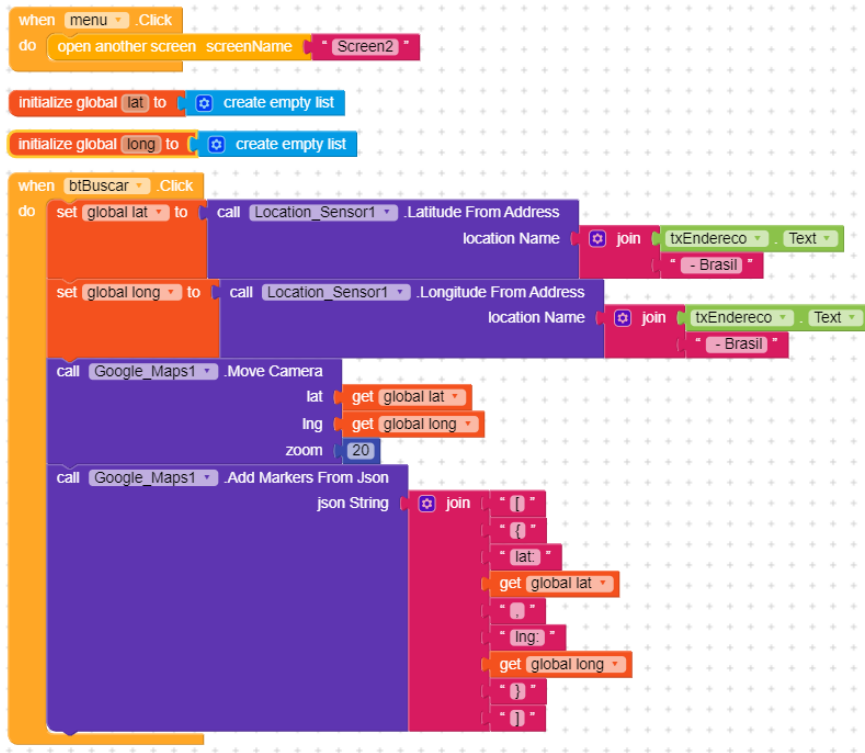 when menu .Click
do open another screen screenName " Screen2 "
initialize global lat to create empty list
initialize global long to create empty list
when btBuscar .Click
do set global lat to call Location_Sensor1 .Latitude From Address
location Name join txEndereco . Text
" - Brasil "
set global long to call Location_Sensor1 .Longitude From Address
location Name join txEndereco . Text
" - Brasil "
call Google_Maps1 .Move Camera
lat get global lat
lng get global long
zoom 20
call Google_Maps1 .Add Markers From Json
json String join " [ "
" { "
" lat: "
get global lat
" , "
" lng: "
get global long
" } "
" ] "